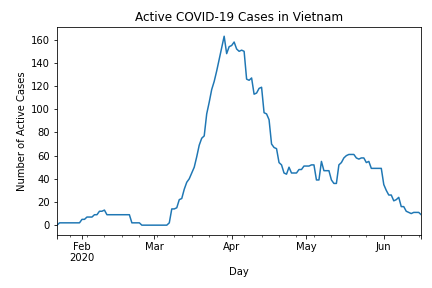 Active COVID-19 Cases in Vietnam
Number of Active Cases
160
140
120
100
80
60
40
20
0
Feb
2020
Mar
Apr
May
Jun
Day